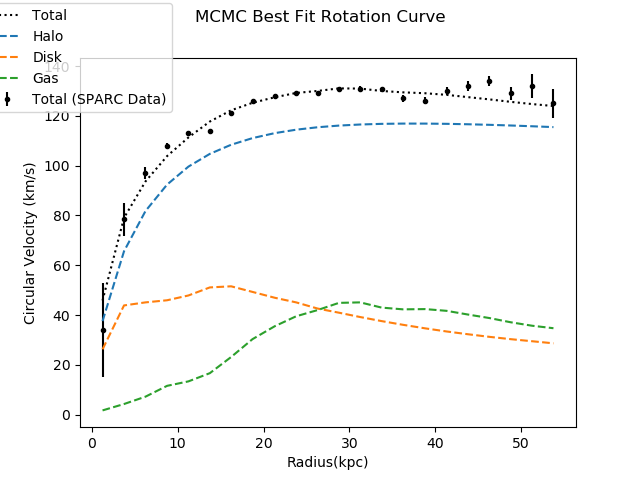 MCMC Best Fit Rotation Curve
Total
Halo
Disk
Gas
Total (SPARC Data)
Circular Velocity (km/s)
140
120
100
80
60
40
20
0
0 10 20 30 40 50
Radius(kpc)